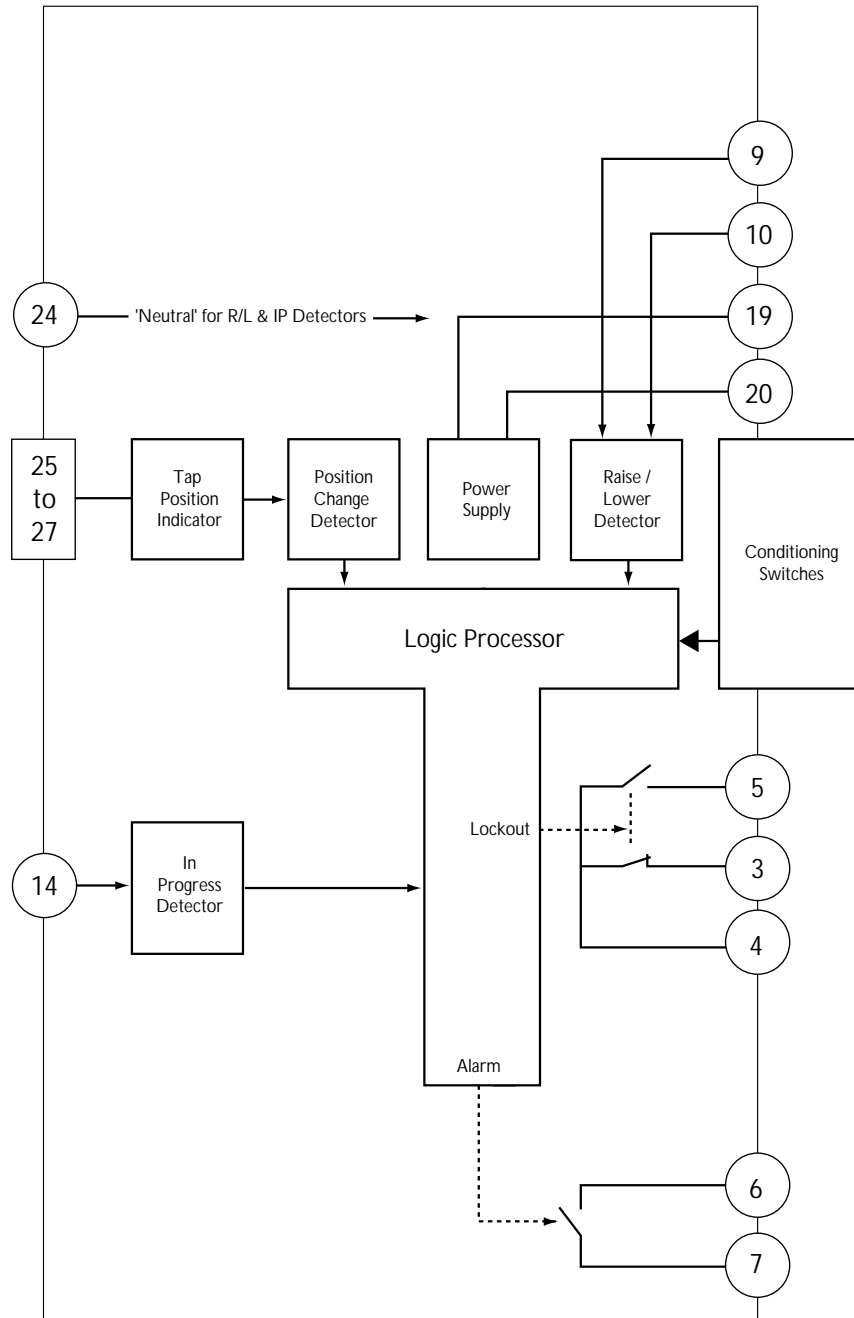 9
10
24
'Neutral' for R/L & IP Detectors
19
20
25
to
27
Tap
Position
Indicator
Position
Change
Detector
Power
Supply
Raise /
Lower
Detector
Conditioning
Switches
Logic Processor
5
Lockout
3
14
In
Progress
Detector
4
Alarm
6
7